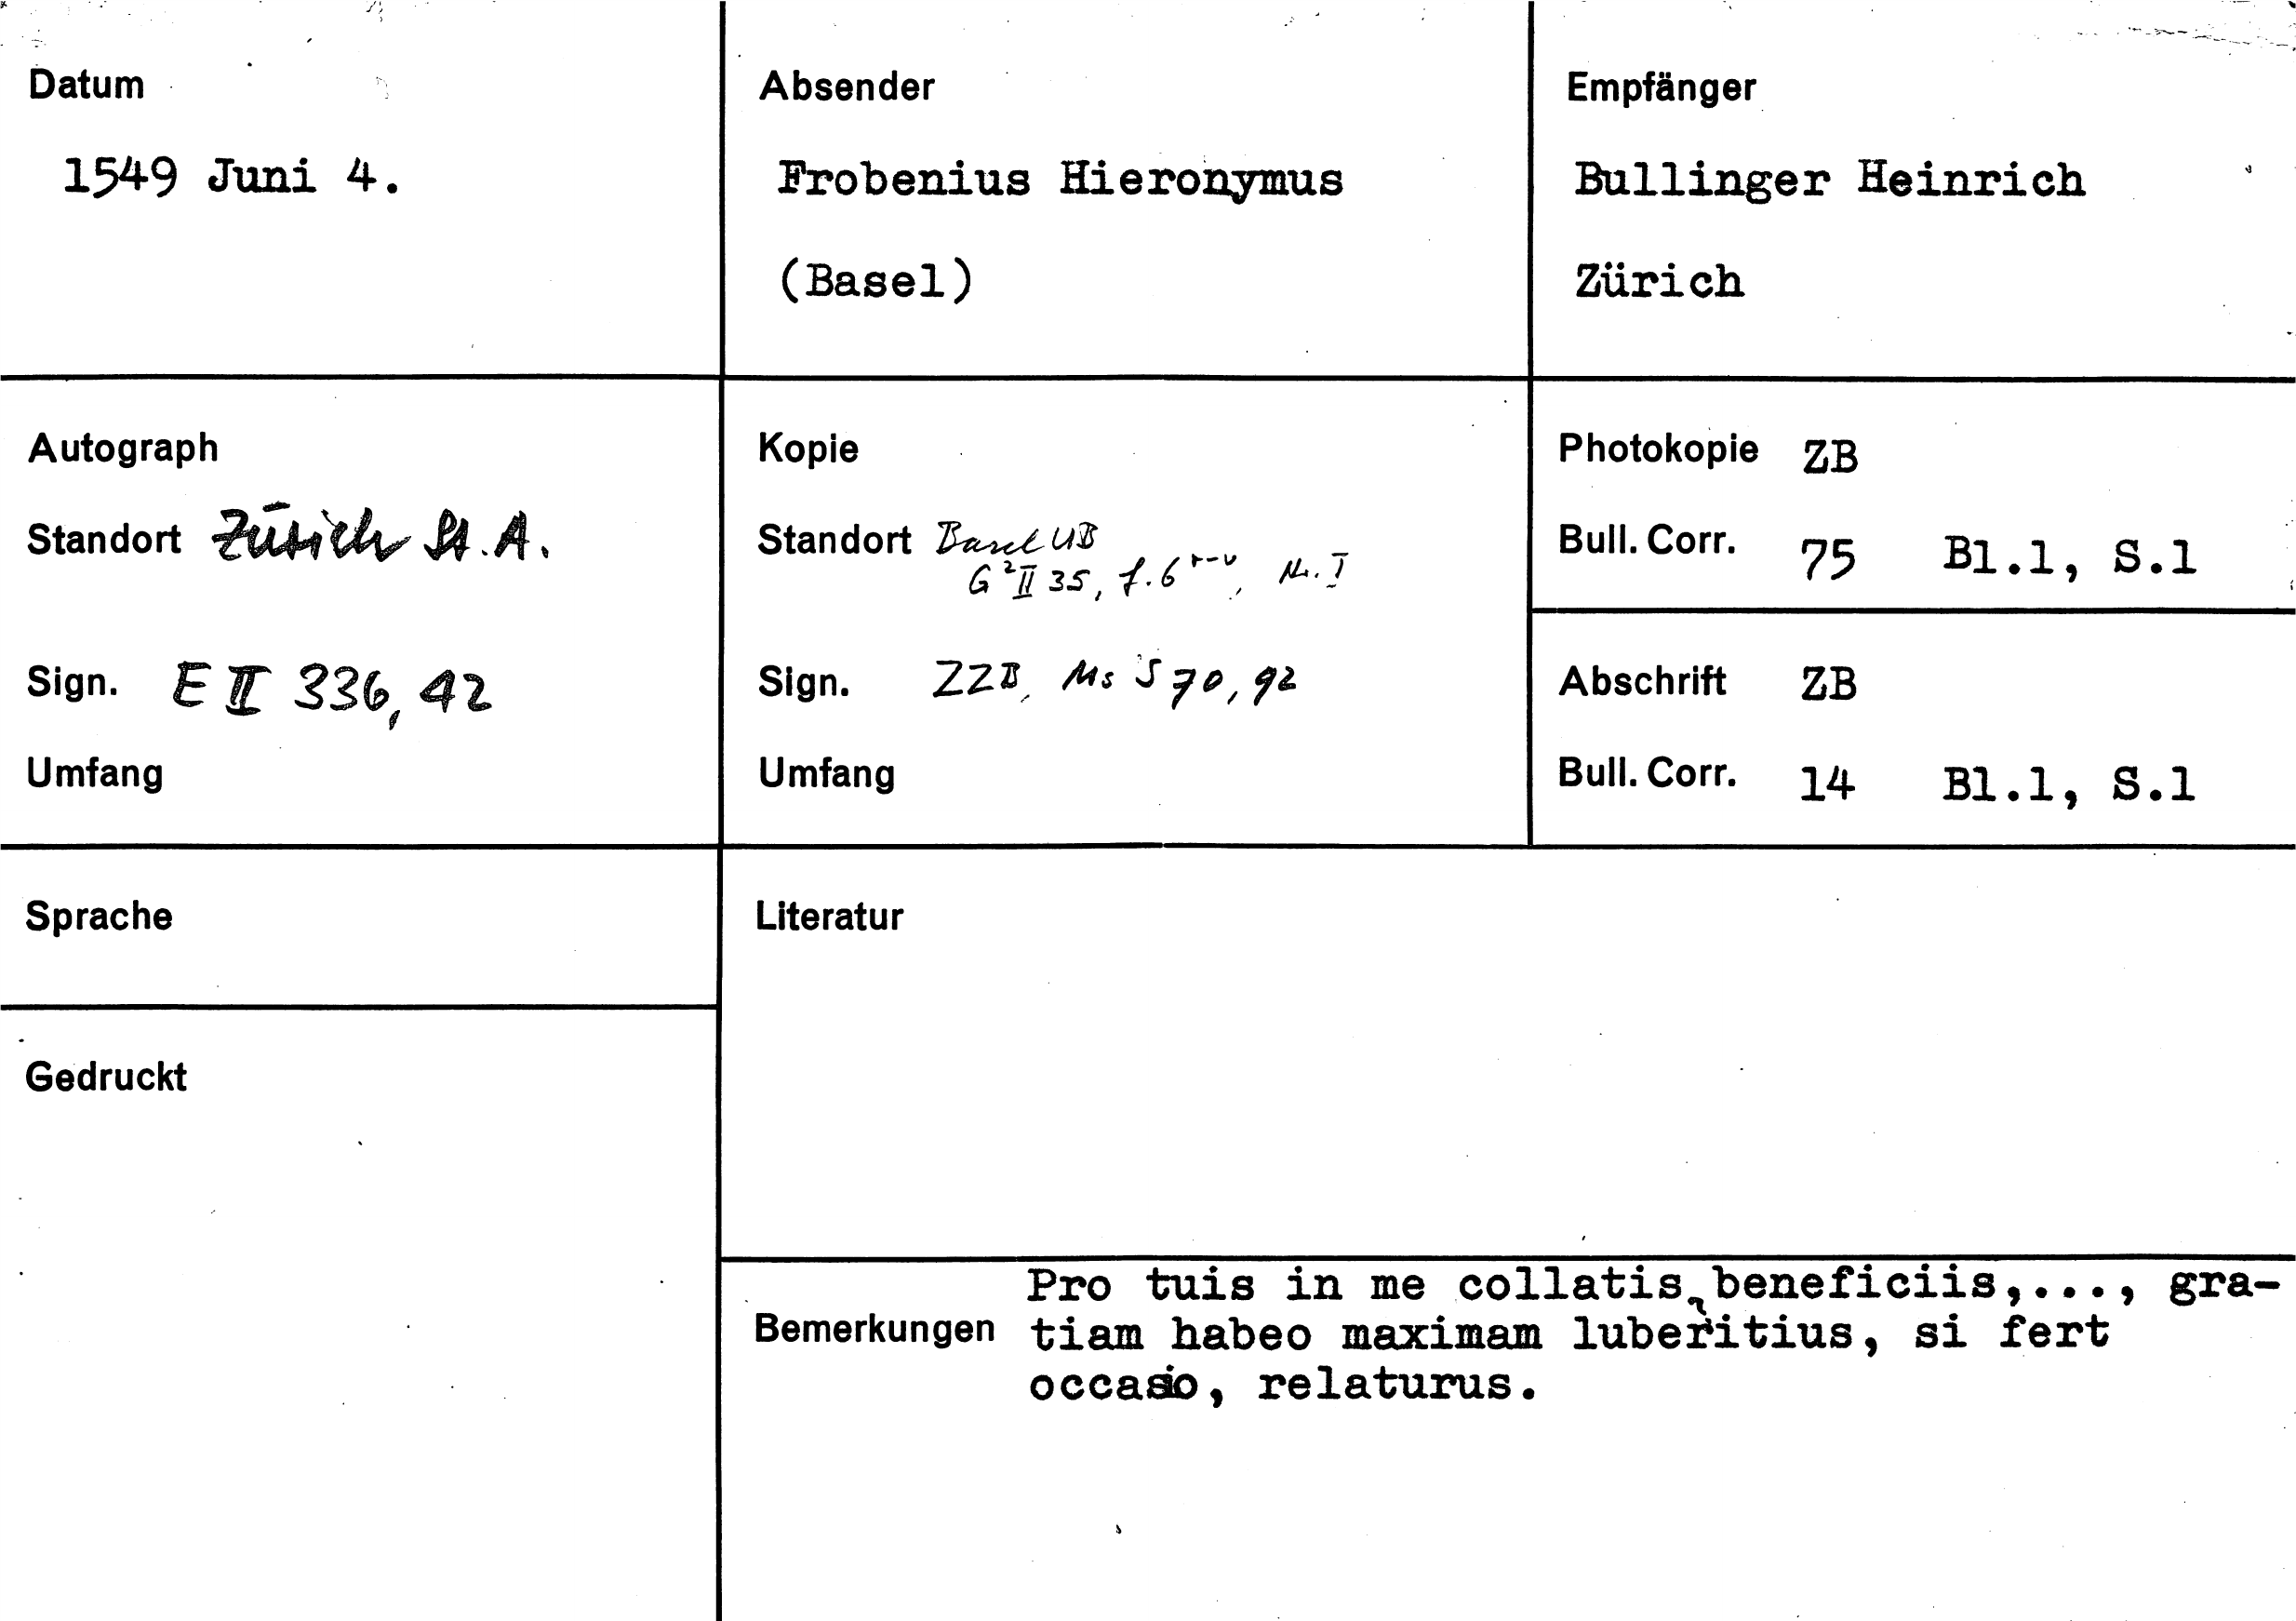 Datum
1549 Juni 4.
Absender
Frobenius Hieronymus
(Basel)
Empfänger
Bullinger Heinrich
Zürich
Autograph
Standort Zürich St.A.
Sign. E II 336, 42
Umfang
Kopie
Standort Basel UB
G² II 35, f. 6 r-v, Nr. I
Sign. ZZB, Ms S 70, 92
Umfang
Photokopie ZB
Bull. Corr. 75 Bl.1, S.1
Abschrift ZB
Bull. Corr. 14 Bl.1, S.1
Sprache
Gedruckt
Literatur
Bemerkungen
Pro tuis in me collatis beneficiis,..., gra-
tiam habeo maximam luberitius, si fert
occasio, relaturus.